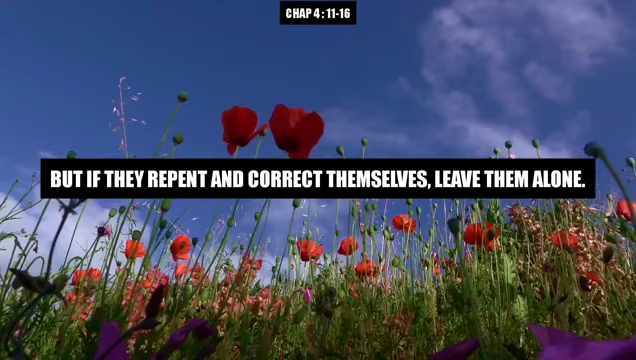 CHAP 4 : 11-16
BUT IF THEY REPENT AND CORRECT THEMSELVES, LEAVE THEM ALONE.